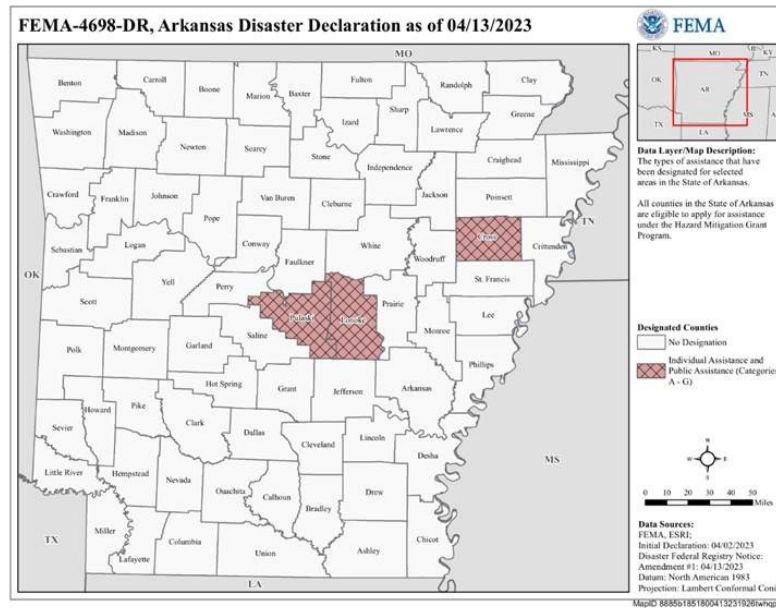 FEMA-4698-DR, Arkansas Disaster Declaration as of 04/13/2023
FEMA
MO
Benton
Carroll
Boone
Marion
Baxter
Fulton
Randolph
Clay
Sharp
Greene
Izard
Lawrence
Washington
Madison
Newton
Searcy
Stone
Independence
Craighead
Mississippi
Crawford
Franklin
Johnson
Van Buren
Cleburne
Jackson
Poinsett
Pope
TN
Cross
Crittenden
Sebastian
Logan
Conway
Faulkner
White
Woodruff
OK
St. Francis
Yell
Perry
Scott
Pulaski
Lonoke
Prairie
Lee
Monroe
Saline
Garland
Polk
Montgomery
Phillips
Hot Spring
Grant
Jefferson
Arkansas
Howard
Pike
Clark
Sevier
Dallas
Cleveland
Lincoln
Desha
MS
Little River
Hempstead
Nevada
Ouachita
Calhoun
Bradley
Drew
Miller
Columbia
Union
Ashley
Chicot
Lafayette
TX
LA
KS
MO
KY
OK
AR
TN
MS
TX
LA
Data Layer/Map Description:
The types of assistance that have
been designated for selected
areas in the State of Arkansas.
All counties in the State of Arkansas
are eligible to apply for assistance
under the Hazard Mitigation Grant
Program.
Designated Counties
No Designation
Individual Assistance and
Public Assistance (Categorie
A - G)
N
W E
S
0 10 20 30 40 50
Miles
Data Sources:
FEMA, ESRI;
Initial Declaration: 04/02/2023
Disaster Federal Registry Notice:
Amendment #1: 04/13/2023
Datum: North American 1983
Projection: Lambert Conformal Coni